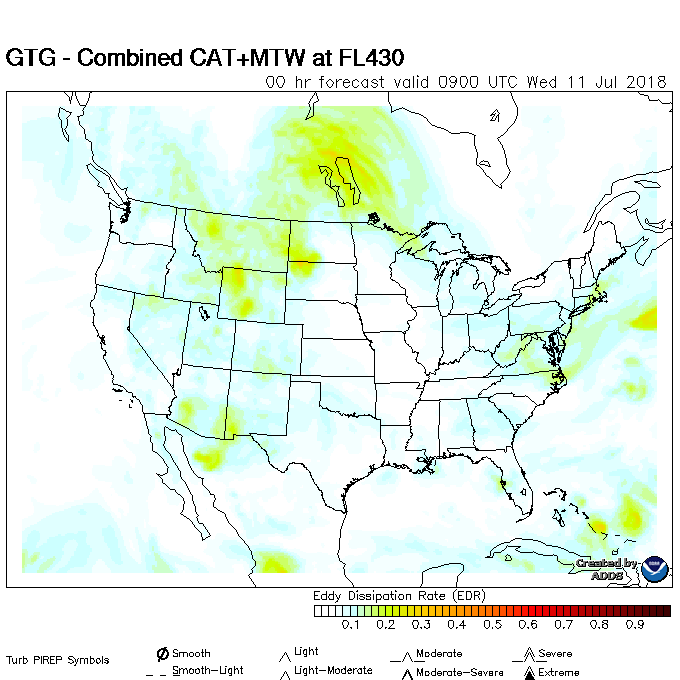 GTG - Combined CAT+MTW at FL430
00 hr forecast valid 0900 UTC Wed 11 Jul 2018
Created by
ADDS
Eddy Dissipation Rate (EDR)
0.1 0.2 0.3 0.4 0.5 0.6 0.7 0.8 0.9
Turb PIREP Symbols
Smooth Light Moderate Severe
Smooth-Light Light-Moderate Moderate-Severe Extreme